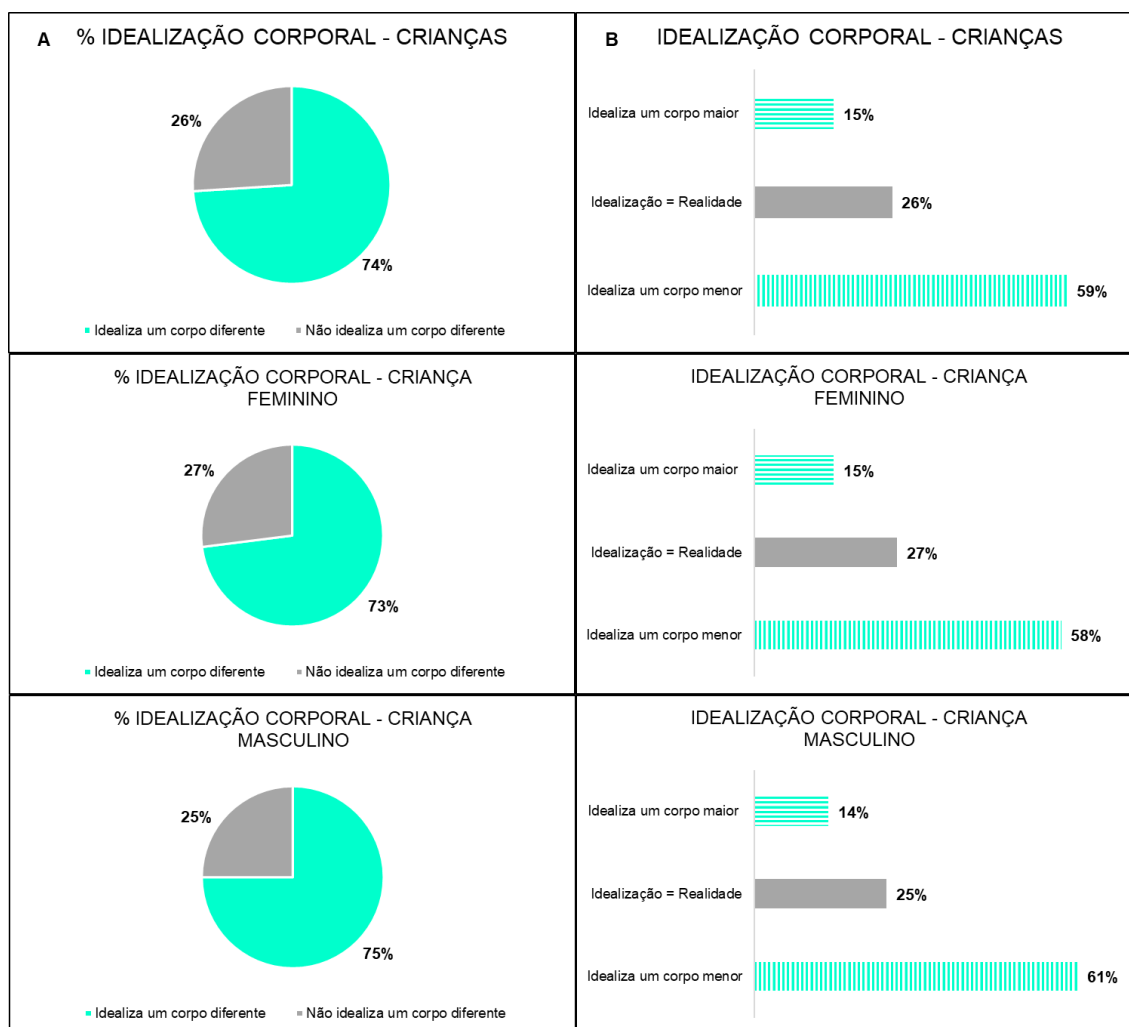 A % IDEALIZAÇÃO CORPORAL - CRIANÇAS
26%
74%
Idealiza um corpo diferente Não idealiza um corpo diferente
B IDEALIZAÇÃO CORPORAL - CRIANÇAS
Idealiza um corpo maior 15%
Idealização = Realidade 26%
Idealiza um corpo menor 59%
% IDEALIZAÇÃO CORPORAL - CRIANÇA
FEMININO
27%
73%
Idealiza um corpo diferente Não idealiza um corpo diferente
IDEALIZAÇÃO CORPORAL - CRIANÇA
FEMININO
Idealiza um corpo maior 15%
Idealização = Realidade 27%
Idealiza um corpo menor 58%
% IDEALIZAÇÃO CORPORAL - CRIANÇA
MASCULINO
25%
75%
Idealiza um corpo diferente Não idealiza um corpo diferente
IDEALIZAÇÃO CORPORAL - CRIANÇA
MASCULINO
Idealiza um corpo maior 14%
Idealização = Realidade 25%
Idealiza um corpo menor 61%